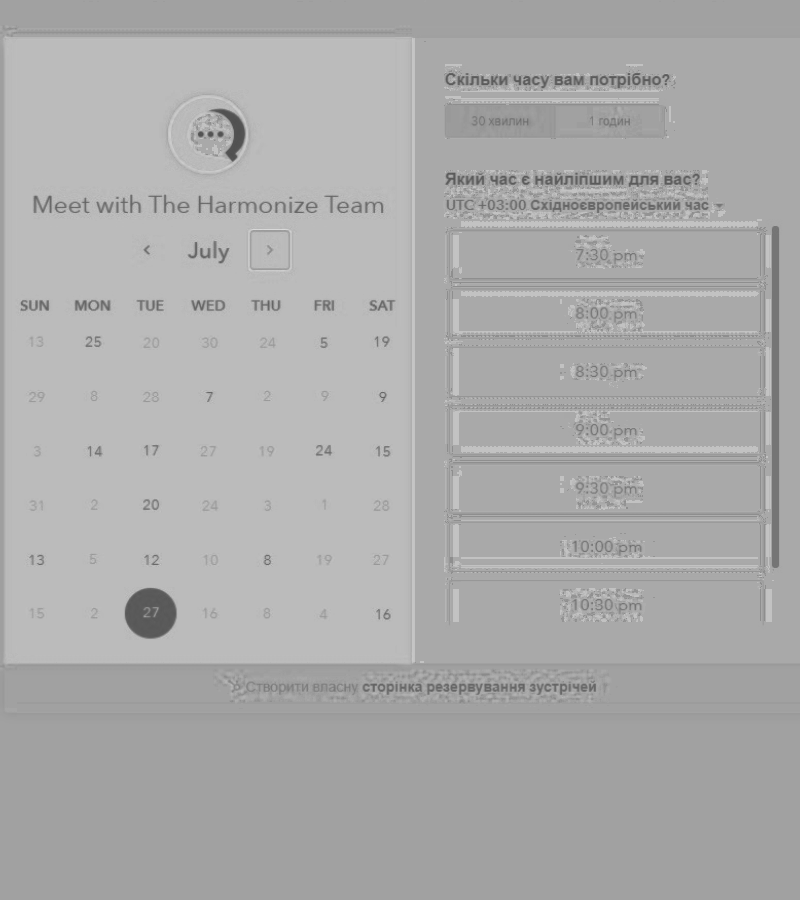 Meet with The Harmonize Team
July
SUN MON TUE WED THU FRI SAT
13 25 20 30 24 5 19
29 8 28 7 2 9 9
3 14 17 27 19 24 15
31 2 20 24 3 1 28
13 5 12 10 8 19 27
15 2 27 16 8 4 16
Скільки часу вам потрібно?
30 хвилин 1 годин
Який час є найліпшим для вас?
UTC +03:00 Східноєвропейський час
7:30 pm
8:00 pm
8:30 pm
9:00 pm
9:30 pm
10:00 pm
10:30 pm
Створити власну сторінка резервування зустрічей